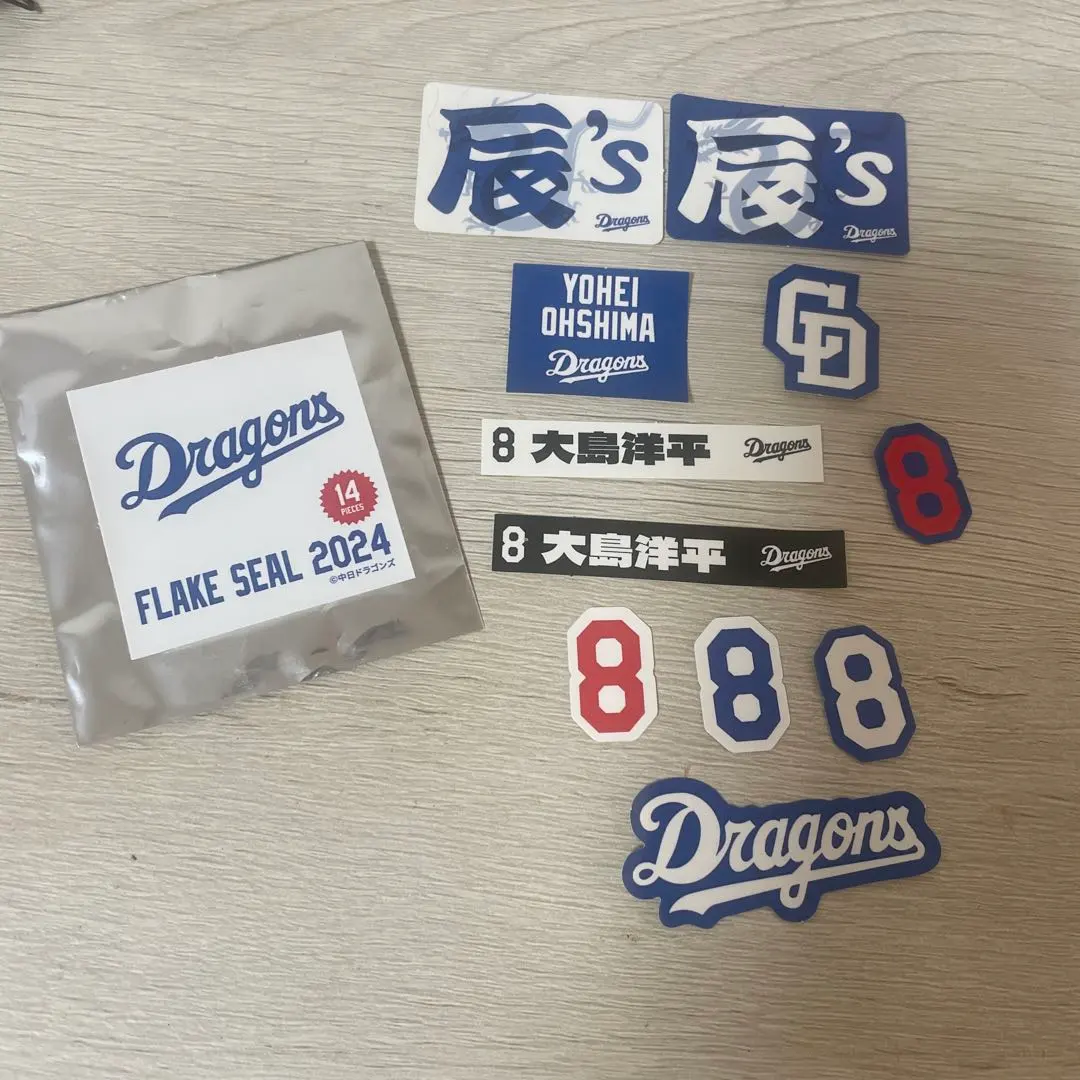 Dragons
14
PIECES
FLAKE SEAL 2024
©中日ドラゴンズ
辰's
Dragons
辰's
Dragons
YOHEI
OHSHIMA
Dragons
CD
8 大島洋平 Dragons
8
8 大島洋平 Dragons
8
8
8
Dragons